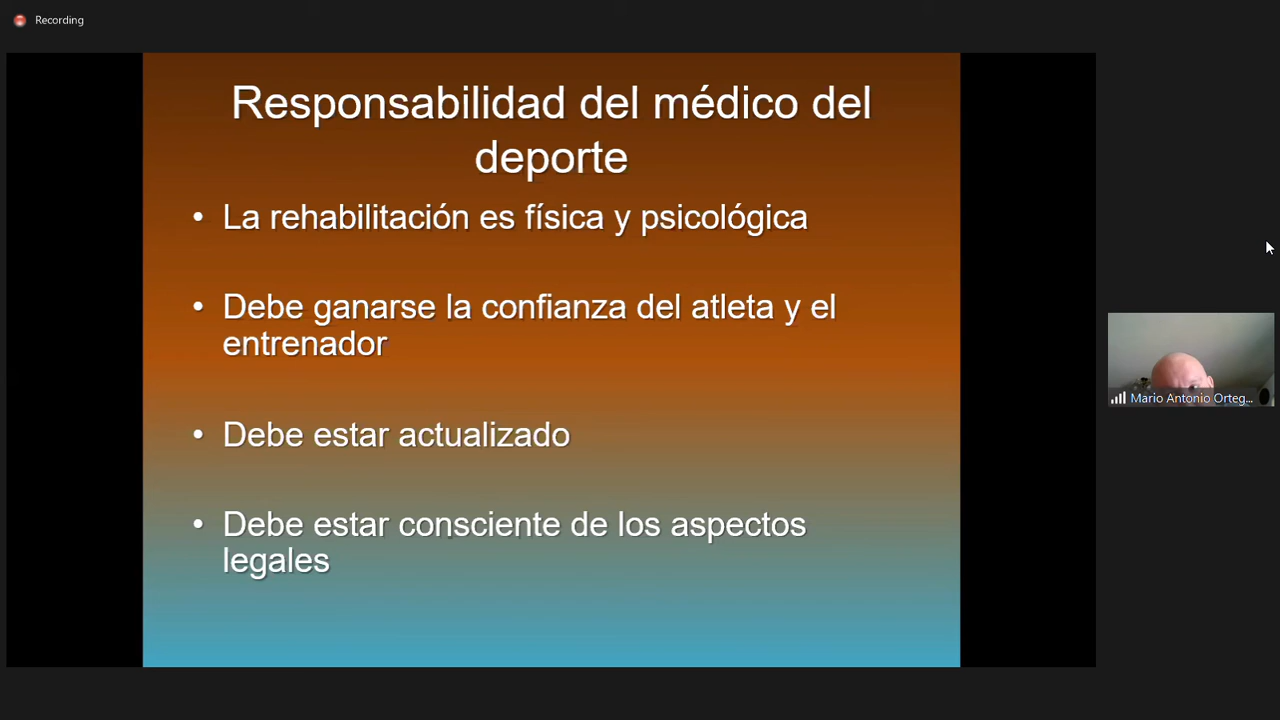 Recording
Responsabilidad del médico del
deporte
• La rehabilitación es física y psicológica
• Debe ganarse la confianza del atleta y el
entrenador
• Debe estar actualizado
• Debe estar consciente de los aspectos
legales
Mario Antonio Orteg...